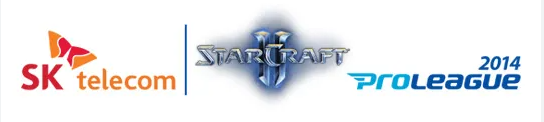 SK telecom
STARCRAFT
II
2014
PROLEAGUE